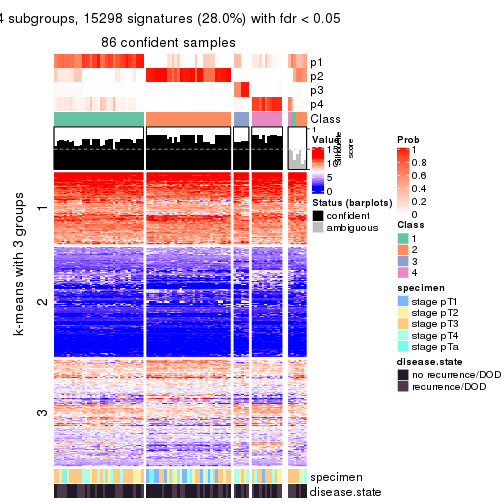 4 subgroups, 15298 signatures (28.0%) with fdr < 0.05
86 confident samples
p1
p2
p3
p4
Class
1
Silhouette
score
Value
15
10
5
0
Status (barplots)
confident
ambiguous
k-means with 3 groups
1
2
3
specimen
disease.state
Prob
1
0.8
0.6
0.4
0.2
0
Class
1
2
3
4
specimen
stage pT1
stage pT2
stage pT3
stage pT4
stage pTa
disease.state
no recurrence/DOD
recurrence/DOD